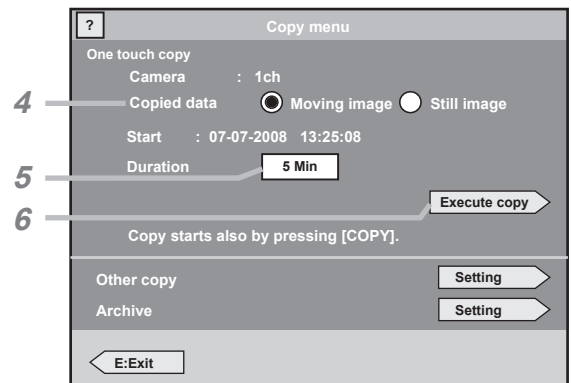 ? Copy menu
One touch copy
Camera : 1ch
4 Copied data Moving image Still image
Start : 07-07-2008 13:25:08
5 Duration 5 Min
6 Execute copy
Copy starts also by pressing [COPY].
Other copy Setting
Archive Setting
E:Exit